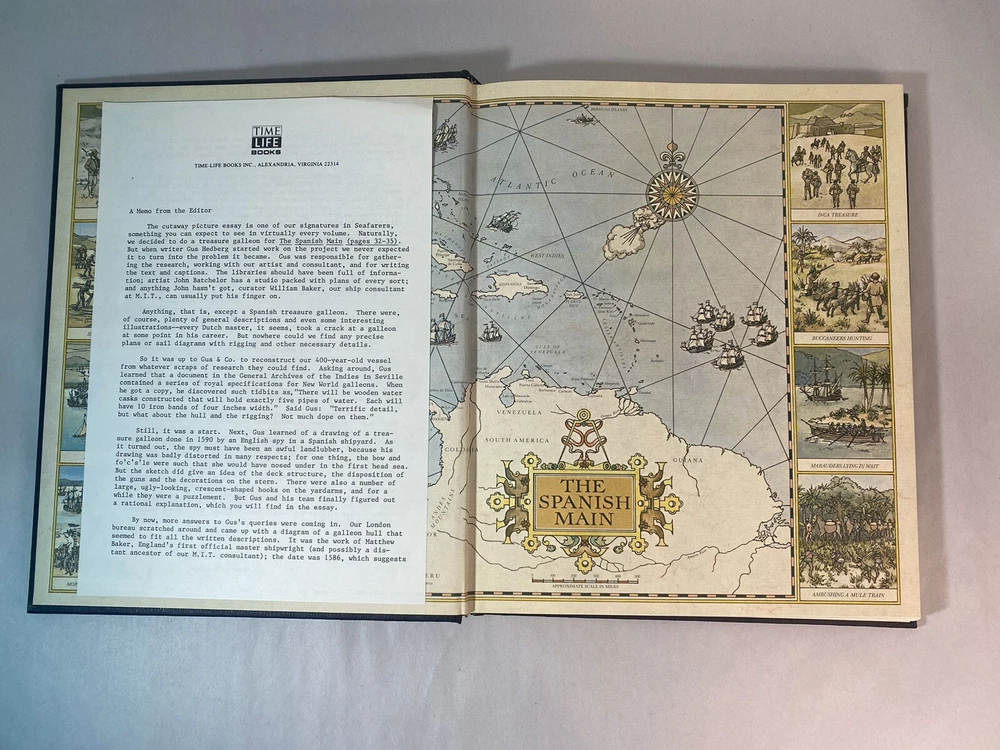 TIME
LIFE
BOOKS
TIME-LIFE BOOKS INC., ALEXANDRIA, VIRGINIA 22314
A Memo from the Editor
The cutaway picture essay is one of our signatures in Seafarers,
something you can expect to see in virtually every volume. Naturally,
we decided to do a treasure galleon for The Spanish Main (pages 32-35).
But when writer Gus Hedberg started work on the project we never expected
it to turn into the problem it became. Gus was responsible for gather-
ing the research, working with our artist and consultant, and for writing
the text and captions. The libraries should have been full of informa-
tion; artist John Batchelor has a studio packed with plans of every sort;
and anything John hasn't got, curator William Baker, our ship consultant
at M.I.T., can usually put his finger on.
Anything, that is, except a Spanish treasure galleon. There were,
of course, plenty of general descriptions and even some interesting
illustrations--every Dutch master, it seems, took a crack at a galleon
at some point in his career. But nowhere could we find any precise
plans or sail diagrams with rigging and other necessary details.
So it was up to Gus & Co. to reconstruct our 400-year-old vessel
from whatever scraps of research they could find. Asking around, Gus
learned that a document in the General Archives of the Indies in Seville
contained a series of royal specifications for New World galleons. When
he got a copy, he discovered such tidbits as,"There will be wooden water
casks constructed that will hold exactly five pipes of water. Each will
have 10 iron bands of four inches width." Said Gus: "Terrific detail,
but what about the hull and the rigging? Not much dope on them."
Still, it was a start. Next, Gus learned of a drawing of a trea-
sure galleon done in 1590 by an English spy in a Spanish shipyard. As
it turned out, the spy must have been an awful landlubber, because his
drawing was badly distorted in many respects; for one thing, the bow and
fo'c's'le were such that she would have nosed under in the first head sea.
But the sketch did give an idea of the deck structure, the disposition of
the guns and the decorations on the stern. There were also a number of
large, ugly-looking, crescent-shaped hooks on the yardarms, and for a
while they were a puzzlement. But Gus and his team finally figured out
a rational explanation, which you will find in the essay.
By now, more answers to Gus's queries were coming in. Our London
bureau scratched around and came up with a diagram of a galleon hull that
seemed to fit all the written descriptions. It was the work of Matthew
Baker, England's first official master shipwright (and possibly a dis-
tant ancestor of our M.I.T. consultant); the date was 1586, which suggests
BERMUDA ISLANDS
ATLANTIC OCEAN
WEST INDIES
HISPANIOLA
GULF OF
VENEZUELA
VENEZUELA
SOUTH AMERICA
COLOMBIA
GUIANA
ANDES
MOUNTAINS
THE
SPANISH
MAIN
APPROXIMATE SCALE IN MILES
BUCCANEERS HUNTING
MARAUDERS LYING IN WAIT
AMBUSHING A MULE TRAIN